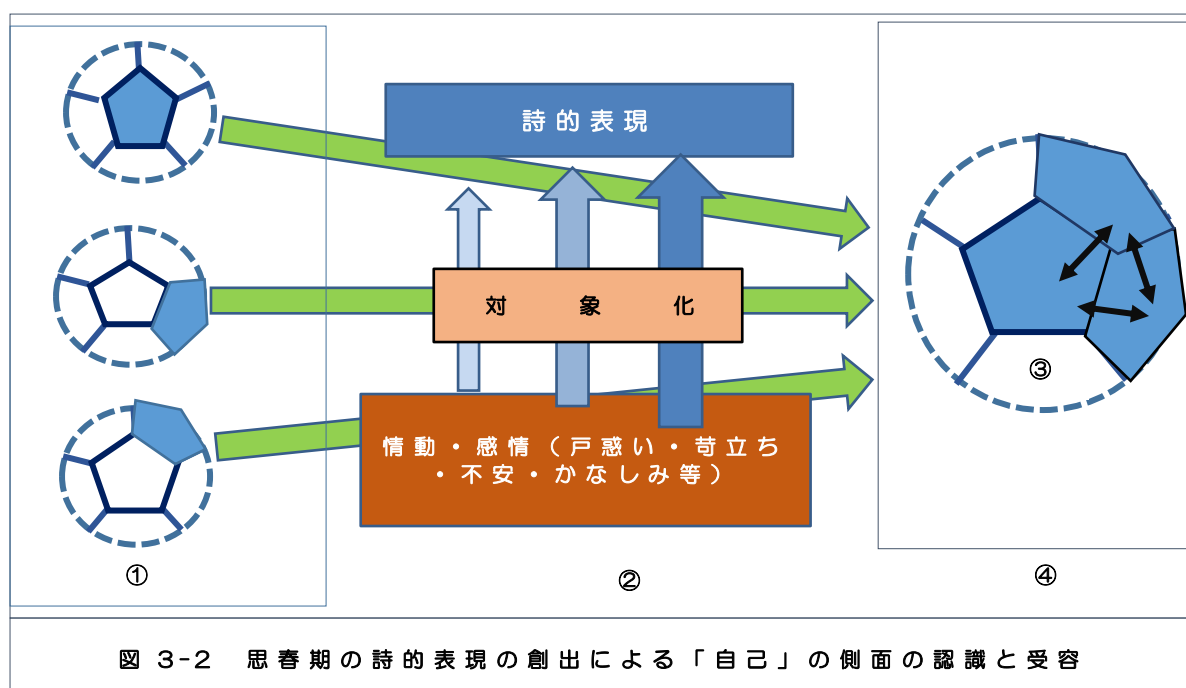 詩的表現
対象化
③
情動・感情（戸惑い・苛立ち
・不安・かなしみ等）
①
②
④
図 3-2 思春期の詩的表現の創出による「自己」の側面の認識と受容